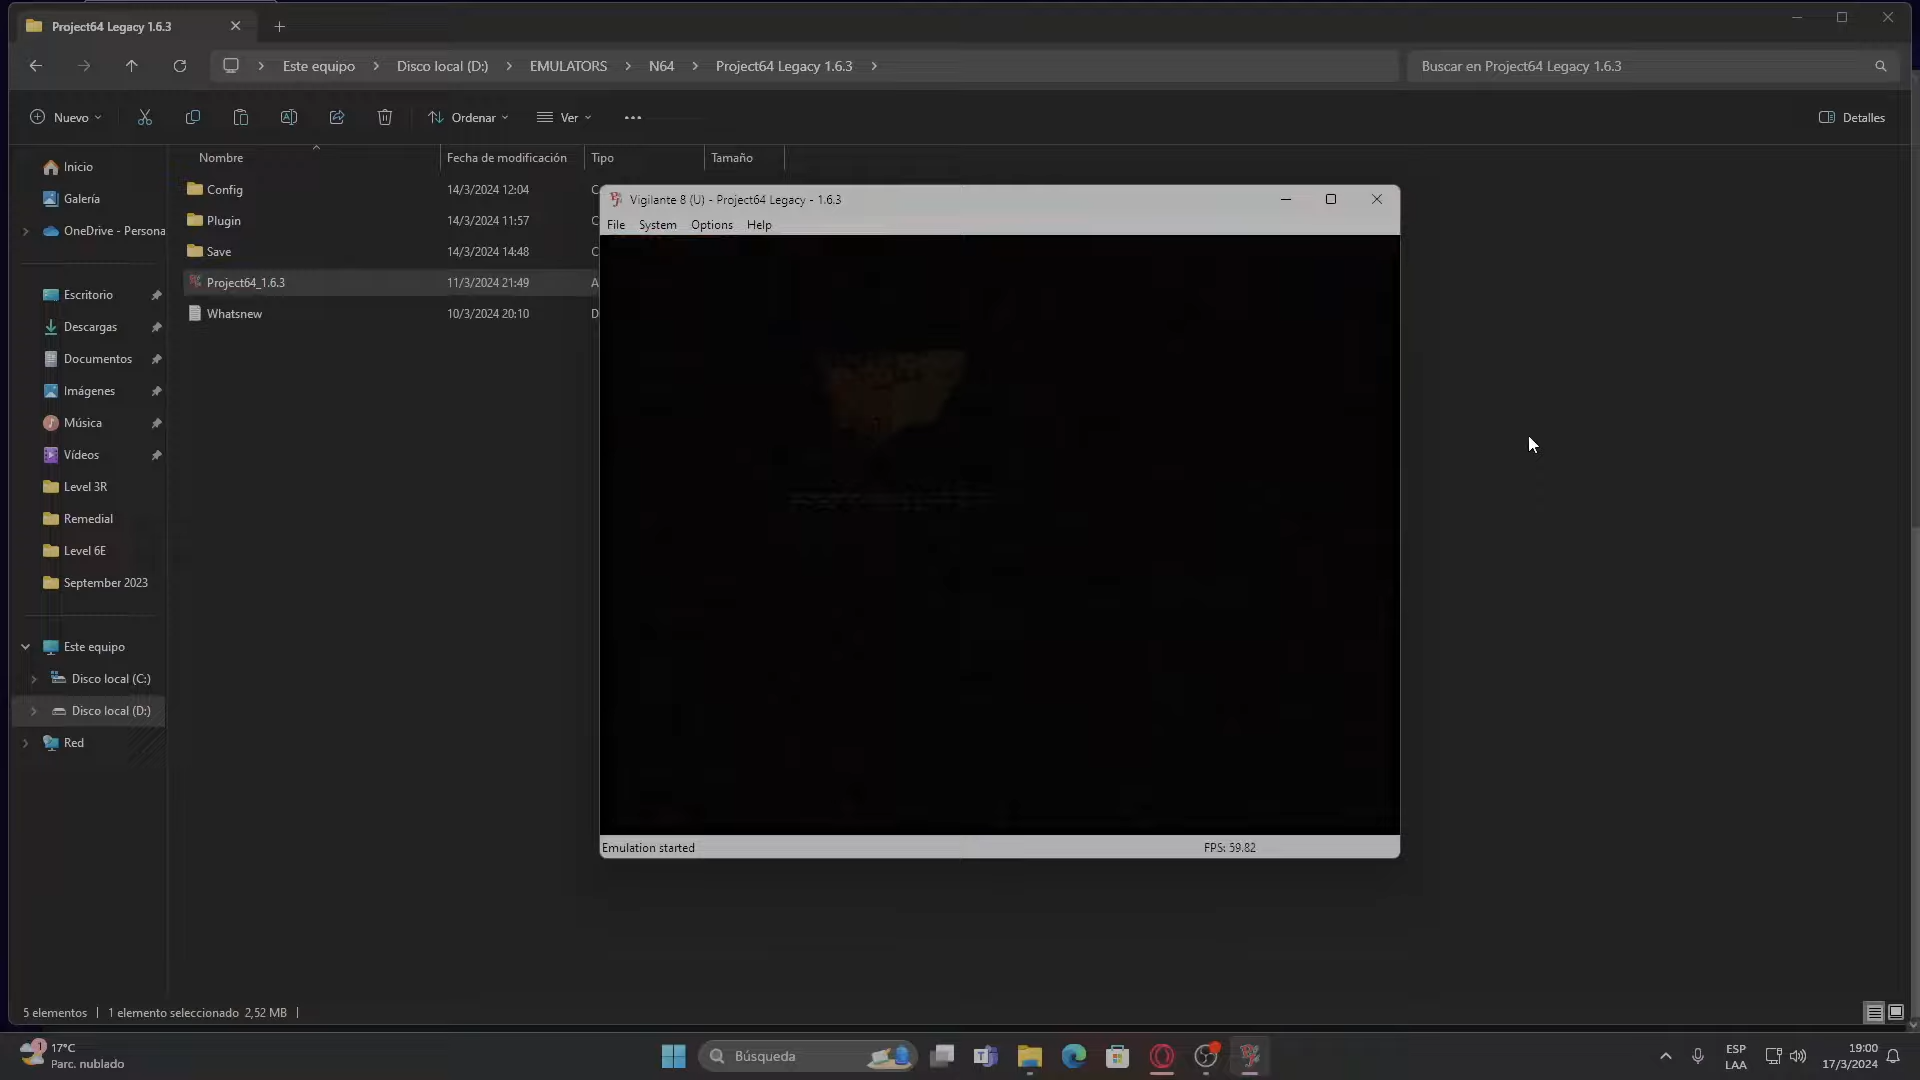 Project64 Legacy 1.6.3
Este equipo
Disco local (D:)
EMULATORS
N64
Project64 Legacy 1.6.3
Buscar en Project64 Legacy 1.6.3
Nuevo
Ordenar
Ver
Detalles
Inicio
Galería
OneDrive - Persona
Escritorio
Descargas
Documentos
Imágenes
Música
Vídeos
Level 3R
Remedial
Level 6E
September 2023
Este equipo
Disco local (C:)
Disco local (D:)
Red
Nombre
Fecha de modificación
Tipo
Tamaño
Config
14/3/2024 12:04
C
Plugin
14/3/2024 11:57
C
Save
14/3/2024 14:48
C
Project64_1.6.3
11/3/2024 21:49
A
Whatsnew
10/3/2024 20:10
D
Vigilante 8 (U) - Project64 Legacy - 1.6.3
File System Options Help
Emulation started
FPS: 59.82
5 elementos | 1 elemento seleccionado 2,52 MB |
1
17°C
Parc. nublado
Búsqueda
ESP
LAA
19:00
17/3/2024